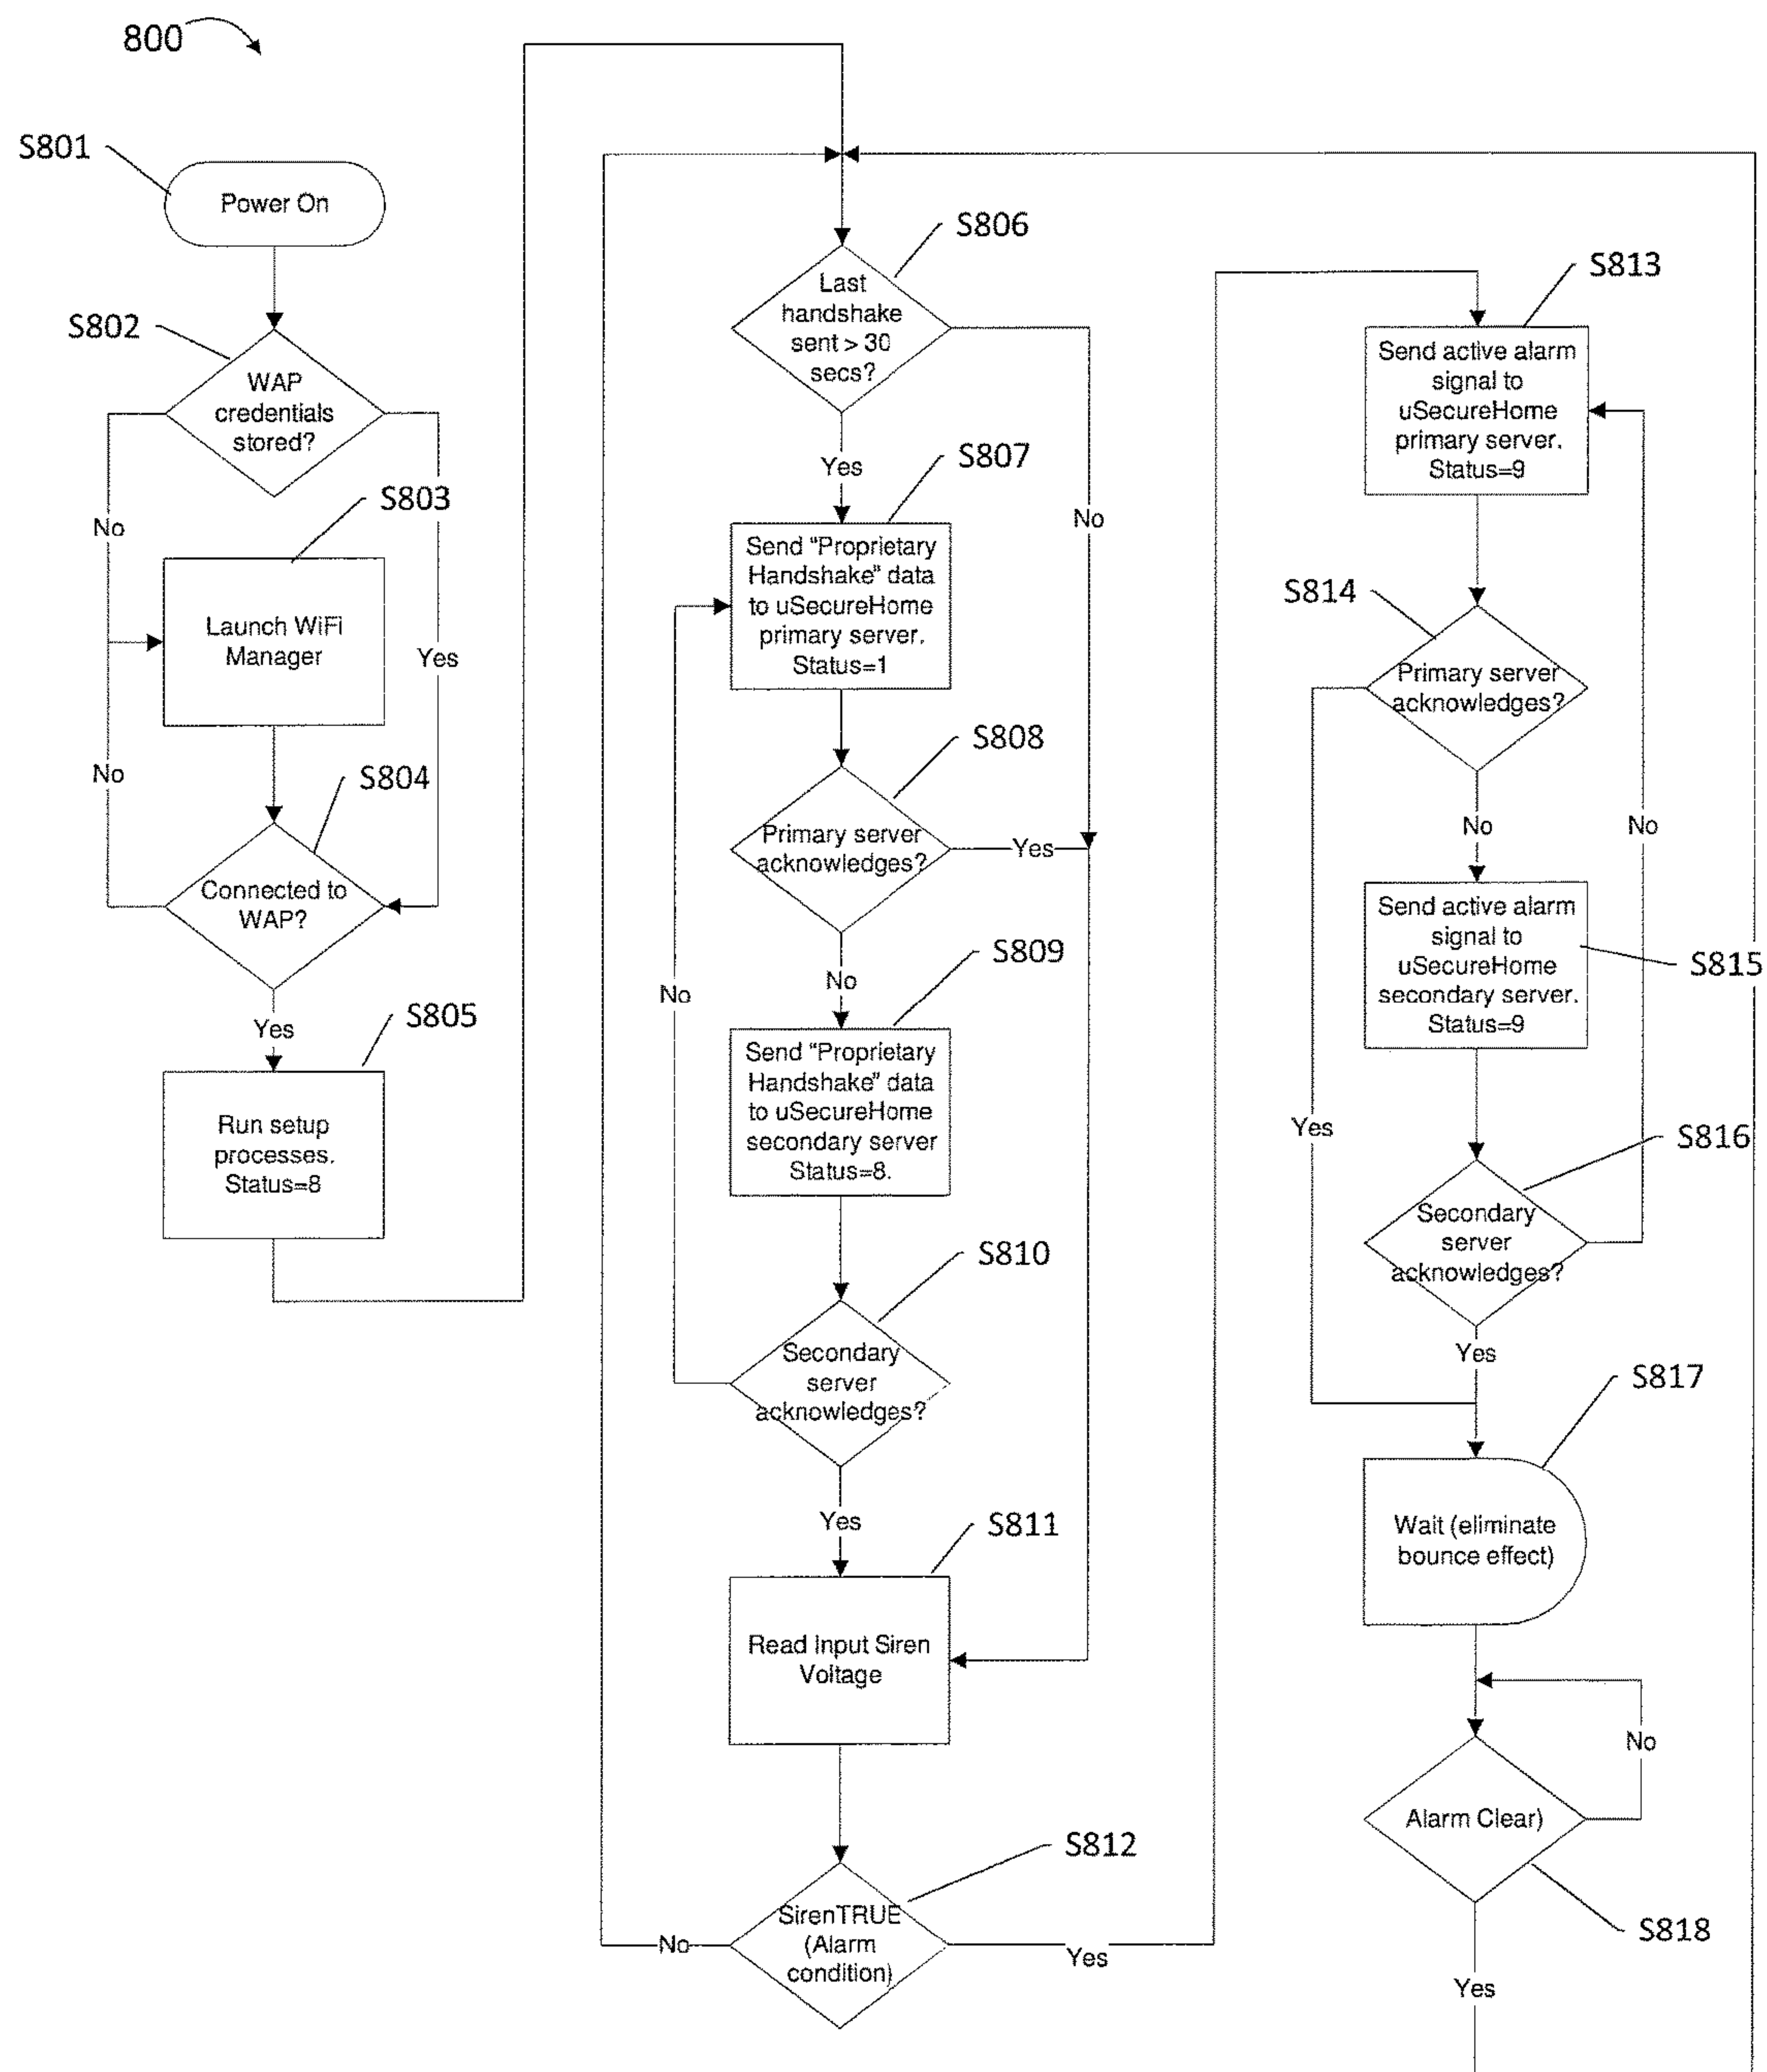 800
S801
Power On
S802
WAP
credentials
stored?
No
Yes
S803
Launch WiFi
Manager
No
S804
Connected to
WAP?
Yes
S805
Run setup
processes.
Status=8
S806
Last
handshake
sent > 30
secs?
Yes
No
S807
Send "Proprietary
Handshake" data
to uSecureHome
primary server.
Status=1
S808
Primary server
acknowledges?
Yes
No
S809
Send "Proprietary
Handshake" data
to uSecureHome
secondary server
Status=8.
No
S810
Secondary
server
acknowledges?
Yes
S811
Read Input Siren
Voltage
S812
SirenTRUE
(Alarm
condition)
No
Yes
S813
Send active alarm
signal to
uSecureHome
primary server.
Status=9
S814
Primary server
acknowledges?
No
No
Yes
S815
Send active alarm
signal to
uSecureHome
secondary server.
Status=9
S816
Secondary
server
acknowledges?
Yes
S817
Wait (eliminate
bounce effect)
No
Alarm Clear)
S818
Yes